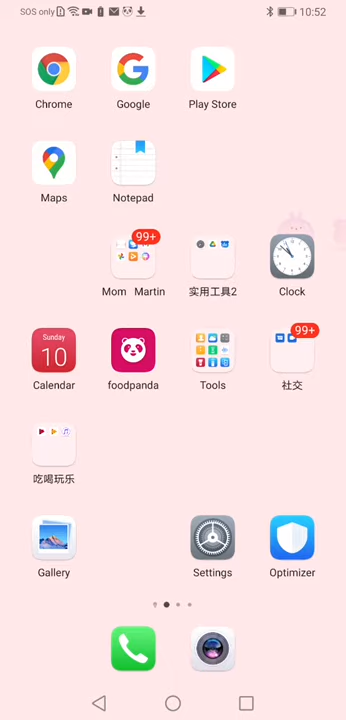 SOS only 10:52
Chrome Google Play Store
Maps Notepad
99+
Mom Martin 实用工具2 Clock
Sunday
10
99+
Calendar foodpanda Tools 社交
吃喝玩乐
Gallery Settings Optimizer